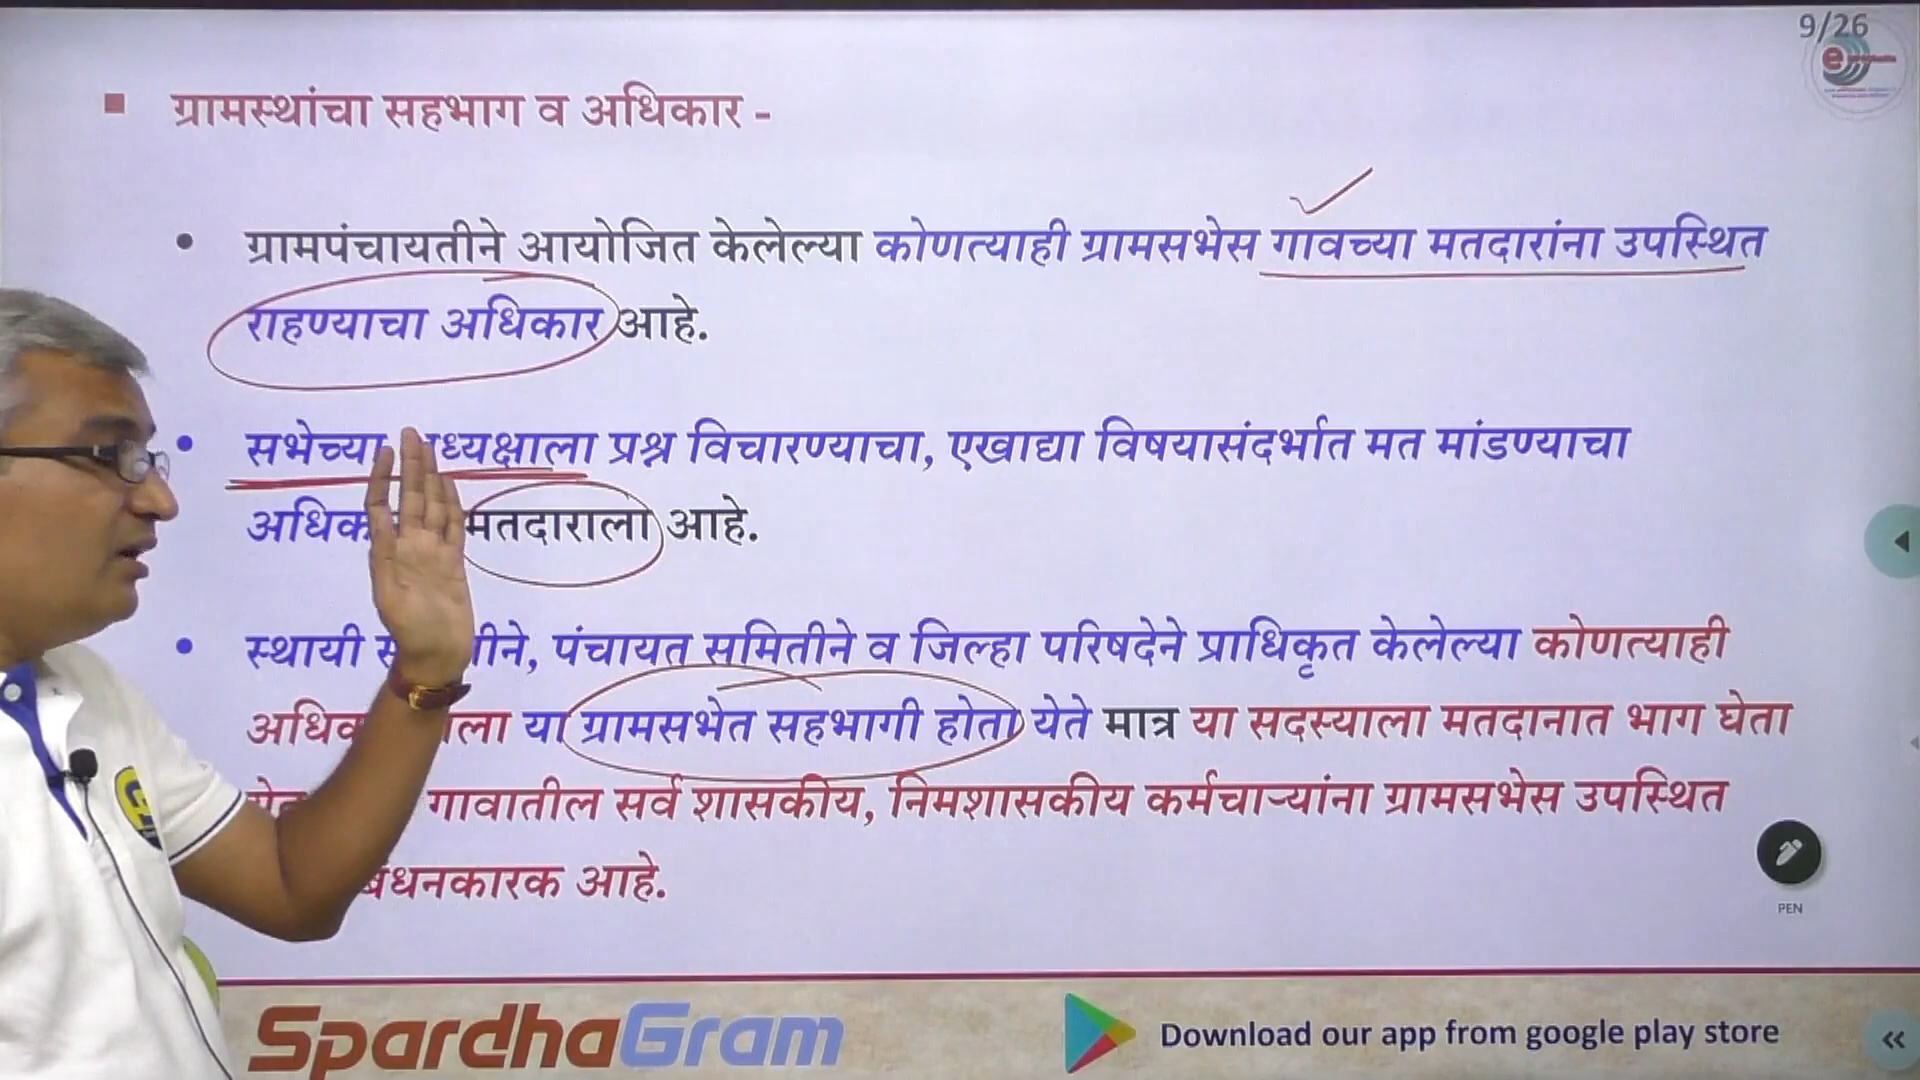 9/26
ग्रामस्थांचा सहभाग व अधिकार -
ग्रामपंचायतीने आयोजित केलेल्या कोणत्याही ग्रामसभेस गावच्या मतदारांना उपस्थित
राहण्याचा अधिकार आहे.
सभेच्या प्रश्न विचारण्याचा, एखाद्या विषयासंदर्भात मत मांडण्याचा
मतदाराला आहे.
स्थायी पंचायत समितीने व जिल्हा परिषदेने प्राधिकृत केलेल्या कोणत्याही
या ग्रामसभेत सहभागी होता येते मात्र या सदस्याला मतदानात भाग घेता
गावातील सर्व शासकीय, निमशासकीय कर्मचाऱ्यांना ग्रामसभेस उपस्थित
बंधनकारक आहे.
PEN
SpardhaGram
Download our app from google play store